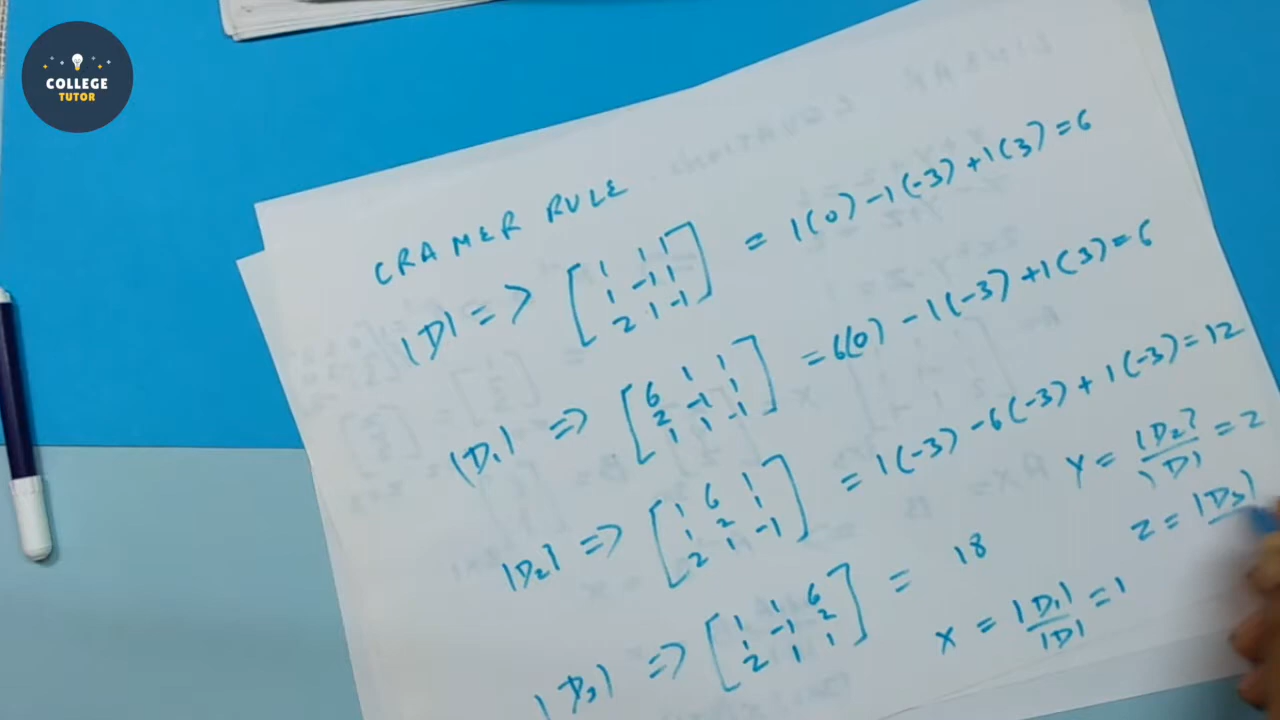 COLLEGE
TUTOR
CRAMER RULE
|D| => [1 1 1
1 -1 1
2 1 -1] = 1(0) -1(-3) +1(3) = 6
|D₁| => [6 1 1
2 -1 1
1 1 -1] = 6(0) -1(-3) +1(3) = 6
|D₂| => [1 6 1
1 2 1
2 1 -1] = 1(-3) -6(-3) + 1(-3) = 12
|D₃| => [1 1 6
1 -1 2
2 1 1] = 18
x = |D₁|/|D| = 1
Y = |D₂|/|D| = 2
Z = |D₃|